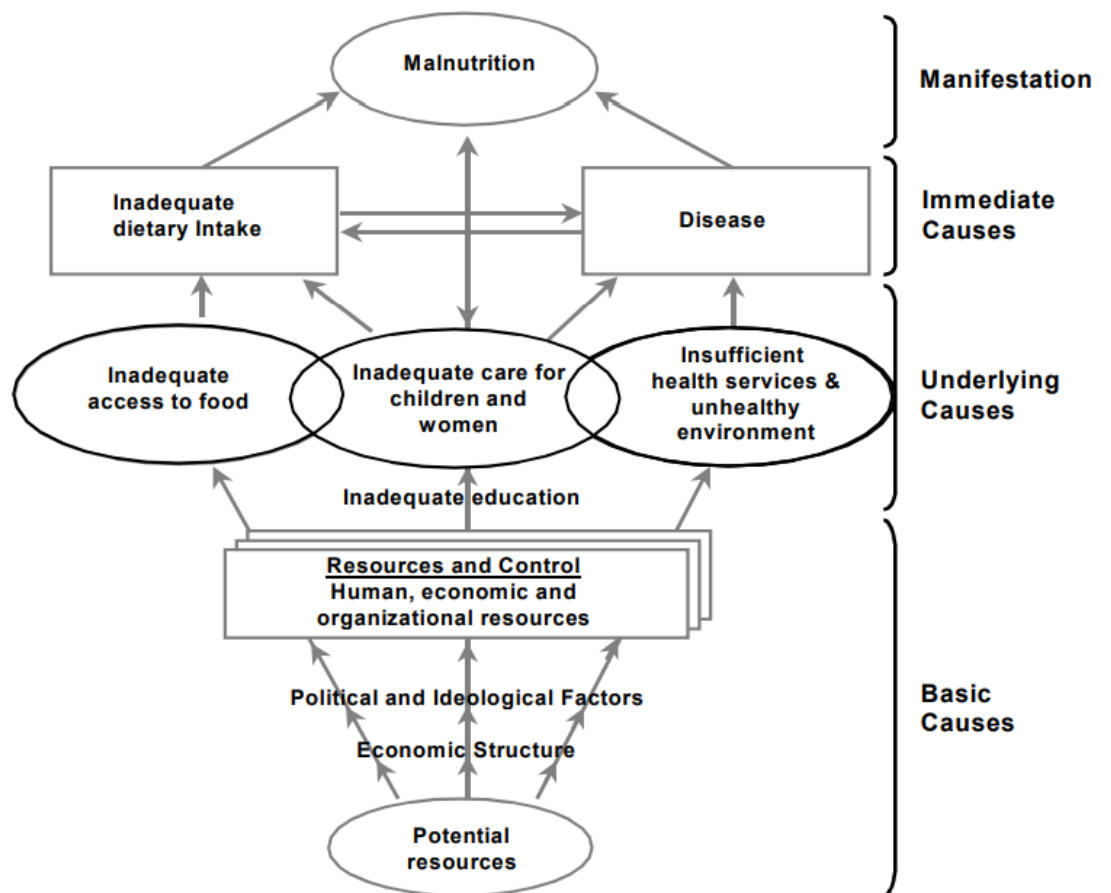 Malnutrition
Manifestation
Inadequate
dietary Intake
Disease
Immediate
Causes
Inadequate
access to food
Inadequate care for
children and
women
Insufficient
health services &
unhealthy
environment
Underlying
Causes
Inadequate education
Resources and Control
Human, economic and
organizational resources
Political and Ideological Factors
Economic Structure
Basic
Causes
Potential
resources